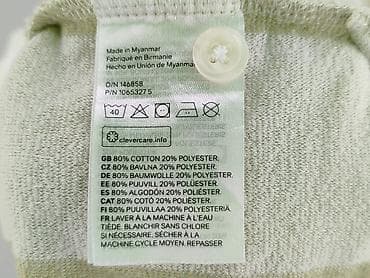 Made in Myanmar
Fabriqué en Birmanie
Hecho en Unión de Myanmar
O/N 146858
P/N 1065327 5
40
clevercare.info
GB 80% COTTON 20% POLYESTER.
CZ 80% BAVLNA 20% POLYESTER.
DE 80% BAUMWOLLE 20% POLYESTER.
EE 80% PUUVILL 20% POLÜESTER.
ES 80% ALGODÓN 20% POLIÉSTER.
CAT 80% COTÓ 20% POLIÈSTER.
FI 80% PUUVILLAA 20% POLYESTERIA.
FR LAVER À LA MACHINE À L'EAU
TIÈDE. BLANCHIR SANS CHLORE
SI NÉCESSAIRE. SÉCHER À LA
MACHINE CYCLE MOYEN. REPASSER